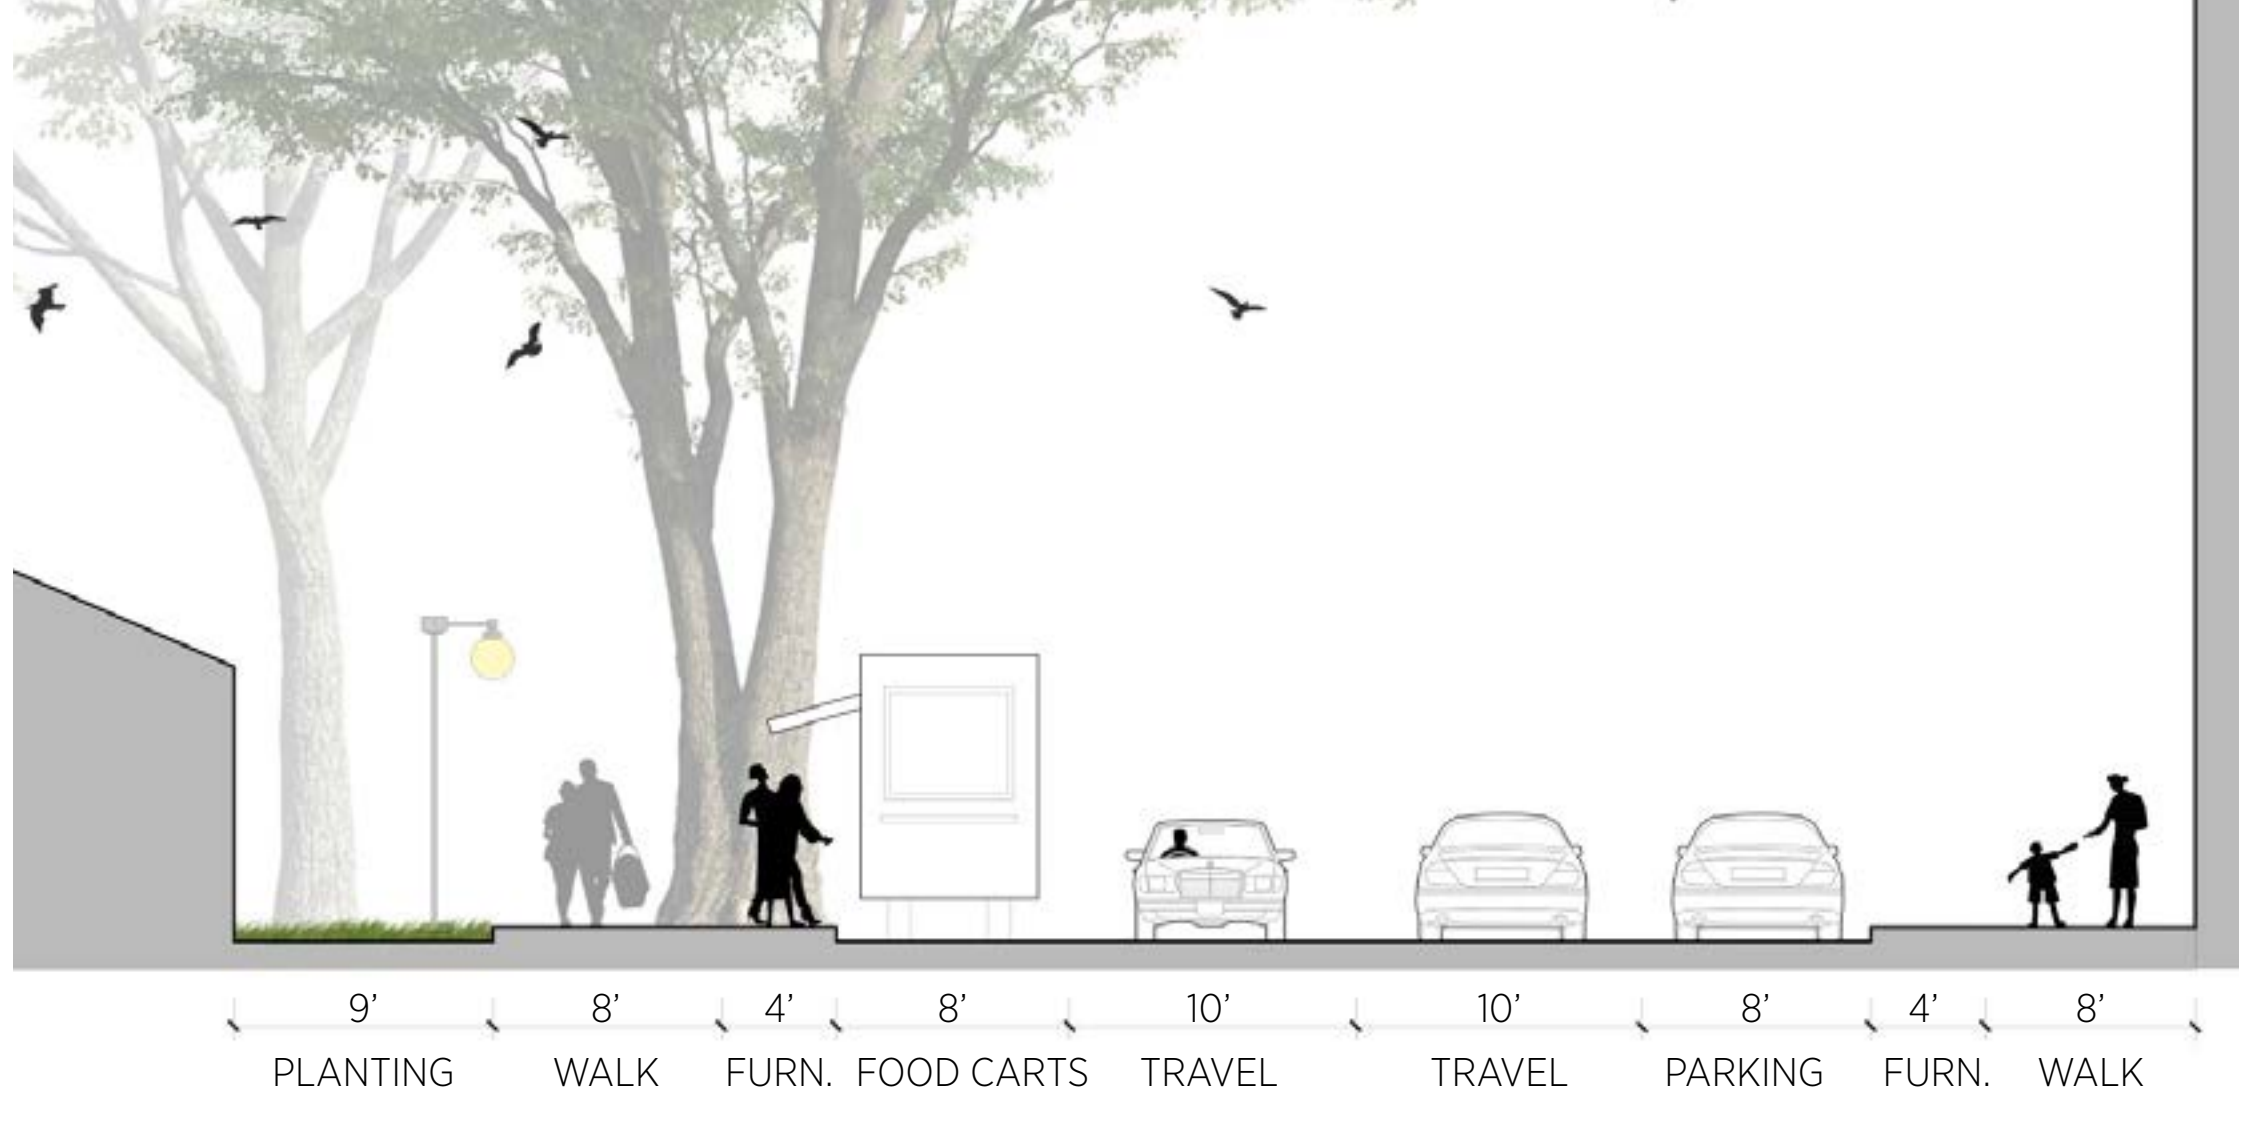 9’ 8’ 4’ 8’ 10’ 10’ 8’ 4’ 8’
PLANTING WALK FURN. FOOD CARTS TRAVEL TRAVEL PARKING FURN. WALK